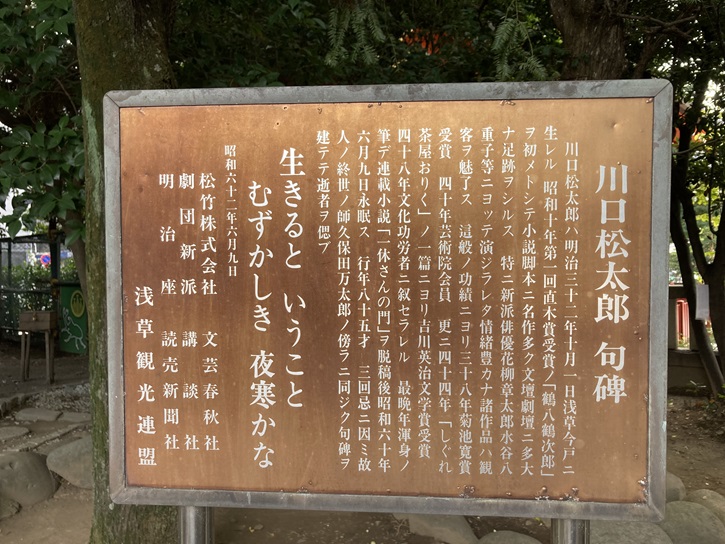 川口松太郎 句碑
川口松太郎ハ明治三十二年十月一日浅草今戸ニ
生レル 昭和十年第一回直木賞受賞ノ「鶴八鶴次郎」
ヲ初メトシテ小説脚本ニ名作多ク文壇劇壇ニ多大
ナ足跡ヲシルス 特ニ新派俳優花柳章太郎水谷八
重子等ニヨッテ演ジラレタ情緒豊カナ諸作品ハ観
客ヲ魅了ス 這般ノ功績ニヨリ三十八年菊池寛賞
受賞 四十年芸術院会員 更ニ四十四年「しぐれ
茶屋おりく」ノ一篇ニヨリ吉川英治文学賞受賞
四十八年文化功労者ニ叙セラレル 最晩年渾身ノ
筆デ連載小説「一休さんの門」ヲ脱稿後昭和六十年
六月九日永眠ス 行年八十五才 三回忌ニ因ミ故
人ノ終世ノ師久保田万太郎ノ傍ラニ同ジク句碑ヲ
建テテ逝者ヲ偲ブ
生きると いうこと
むずかしき 夜寒かな
昭和六十二年六月九日
松竹株式会社 文芸春秋社
劇団新派 講談社
明治座 読売新聞社
浅草観光連盟